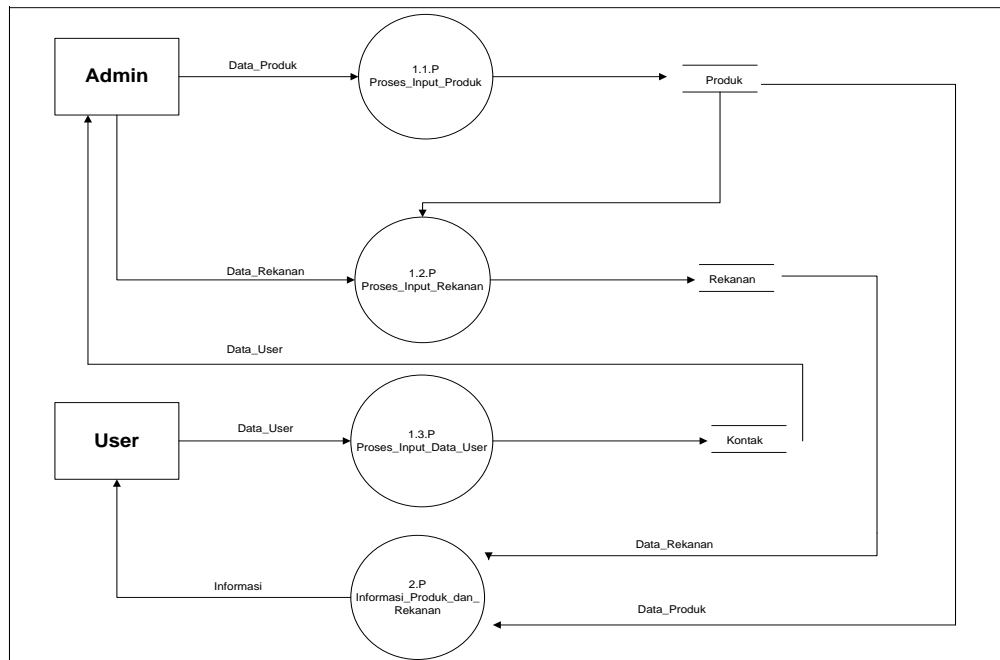 Admin
Data_Produk
1.1.P
Proses_Input_Produk
Produk
Data_Rekanan
1.2.P
Proses_Input_Rekanan
Rekanan
Data_User
User
Data_User
1.3.P
Proses_Input_Data_User
Kontak
Data_Rekanan
Informasi
2.P
Informasi_Produk_dan_
Rekanan
Data_Produk